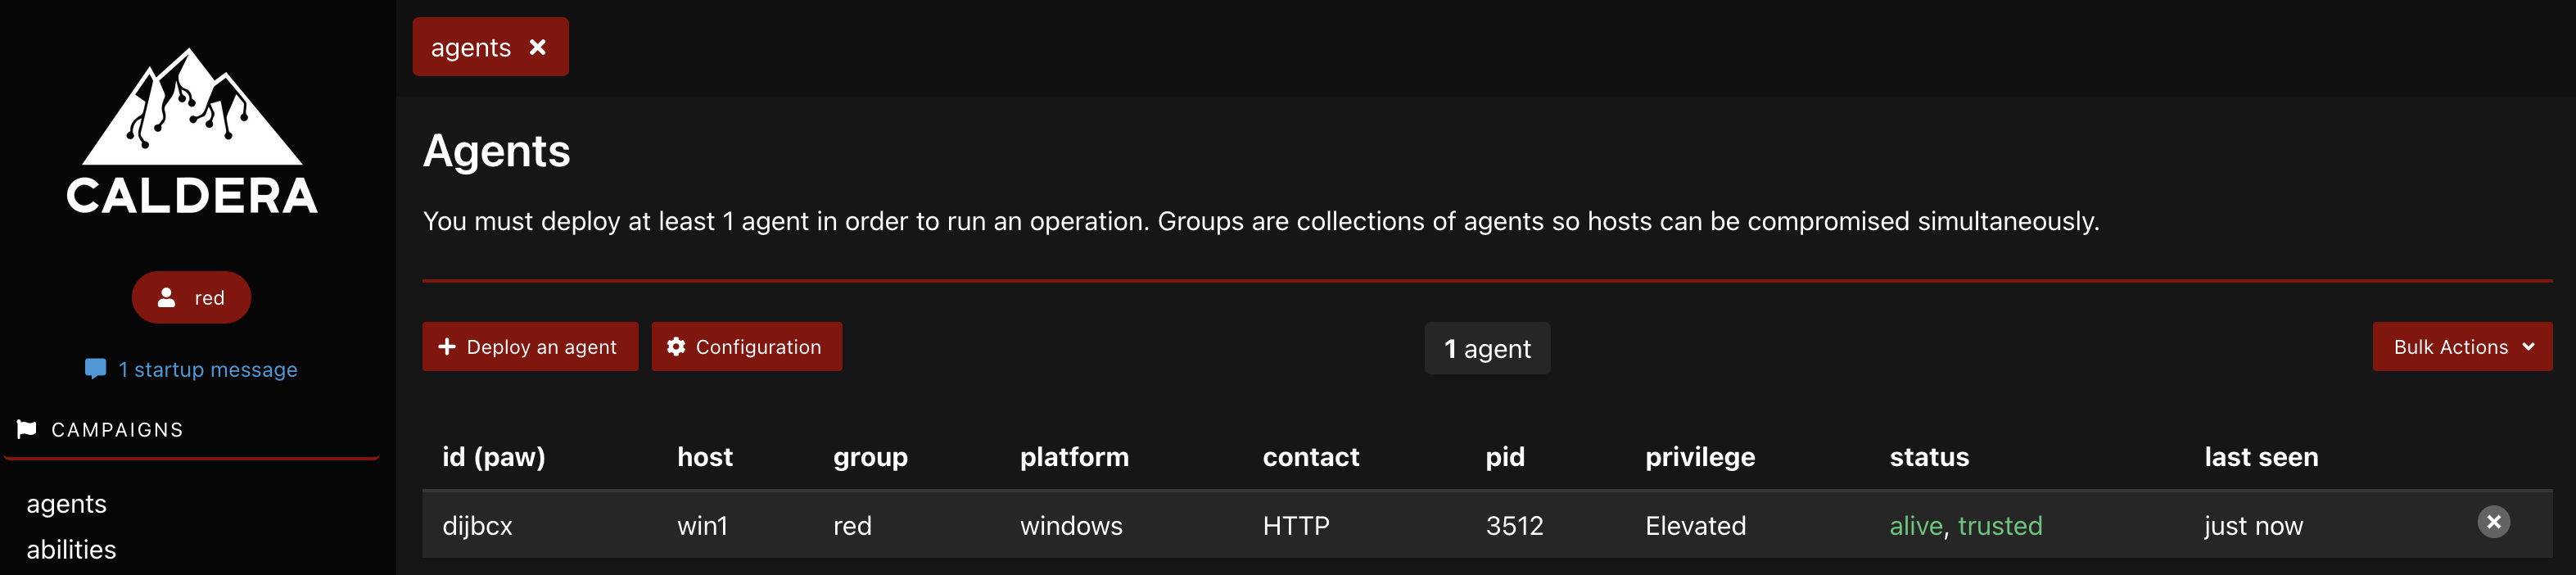 agents
Agents
You must deploy at least 1 agent in order to run an operation. Groups are collections of agents so hosts can be compromised simultaneously.
CALDERA
red
1 startup message
CAMPAIGNS
agents
abilities
Deploy an agent
Configuration
1 agent
Bulk Actions
id (paw) host group platform contact pid privilege status last seen
dijbcx win1 red windows HTTP 3512 Elevated alive, trusted just now